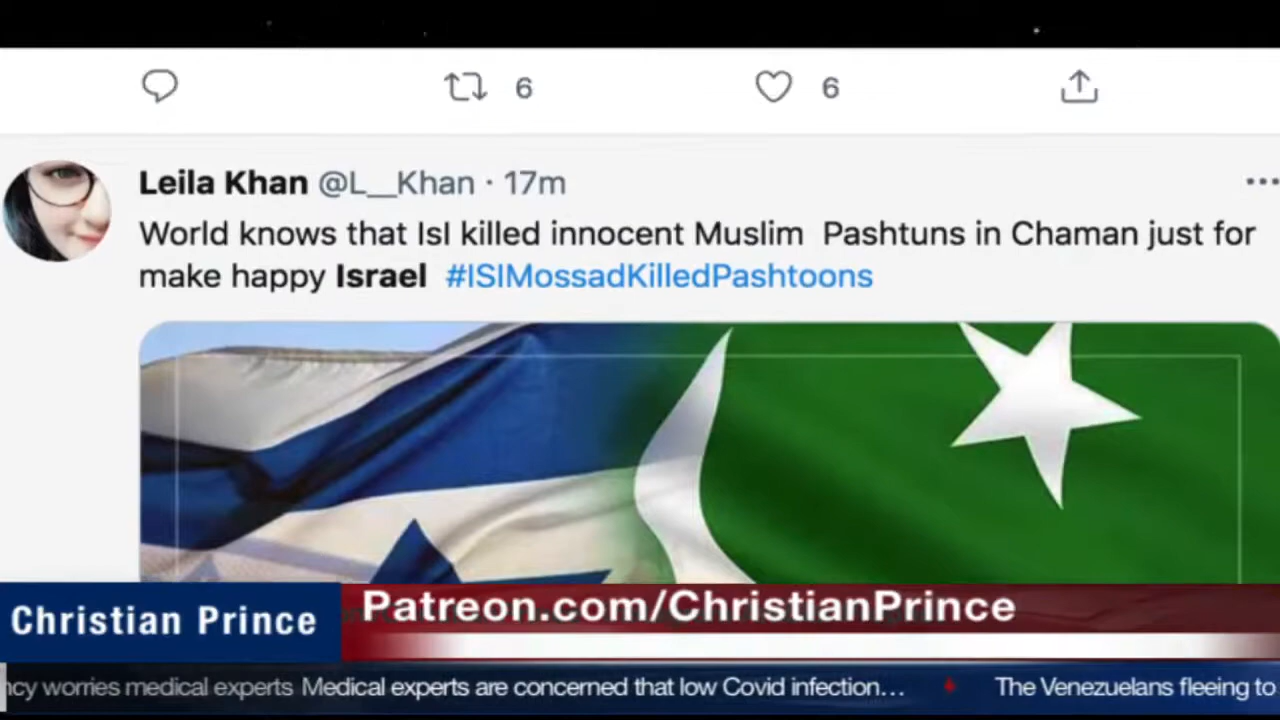 6
6
Leila Khan @L__Khan · 17m
World knows that IsI killed innocent Muslim  Pashtuns in Chaman just for
make happy Israel  #ISIMossadKilledPashtoons
Christian Prince
Patreon.com/ChristianPrince
ncy worries medical experts Medical experts are concerned that low Covid infection... The Venezuelans fleeing to